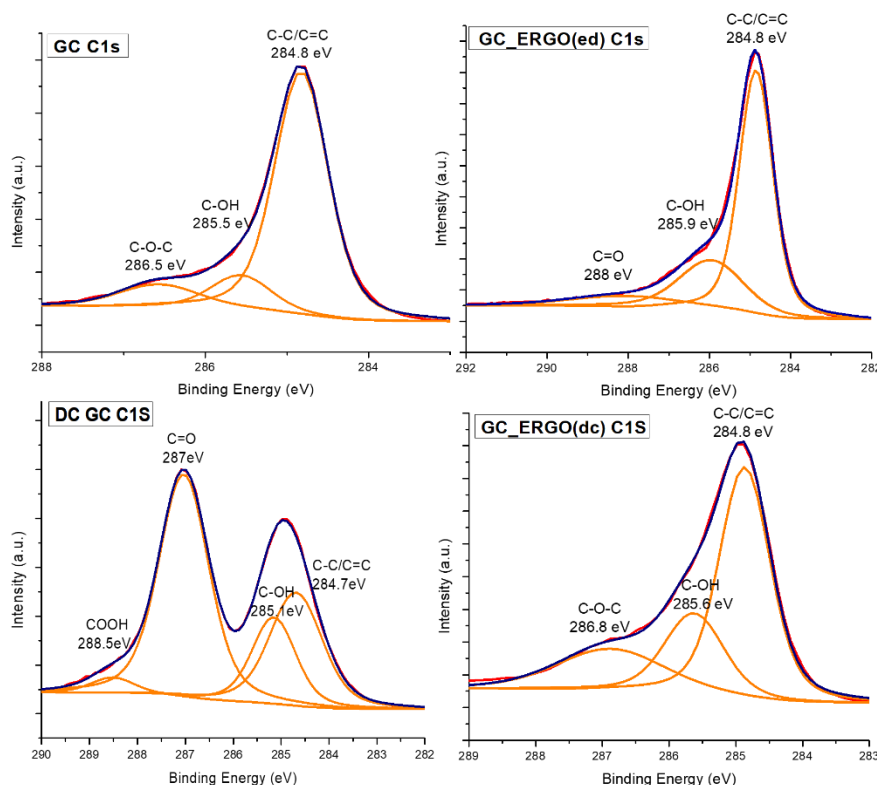 GC C1s
C-C/C=C
284.8 eV
C-OH
285.5 eV
C-O-C
286.5 eV
Intensity (a.u.)
288
286
284
Binding Energy (eV)
GC_ERGO(ed) C1s
C-C/C=C
284.8 eV
C-OH
285.9 eV
C=O
288 eV
Intensity (a.u.)
292
290
288
286
284
282
Binding Energy (eV)
DC GC C1S
C=O
287eV
C-C/C=C
284.7eV
C-OH
285.1eV
COOH
288.5eV
Intensity (a.u.)
290
289
288
287
286
285
284
283
282
Binding Energy (eV)
GC_ERGO(dc) C1S
C-C/C=C
284.8 eV
C-OH
285.6 eV
C-O-C
286.8 eV
Intensity (a.u.)
289
288
287
286
285
284
283
Binding Energy (eV)